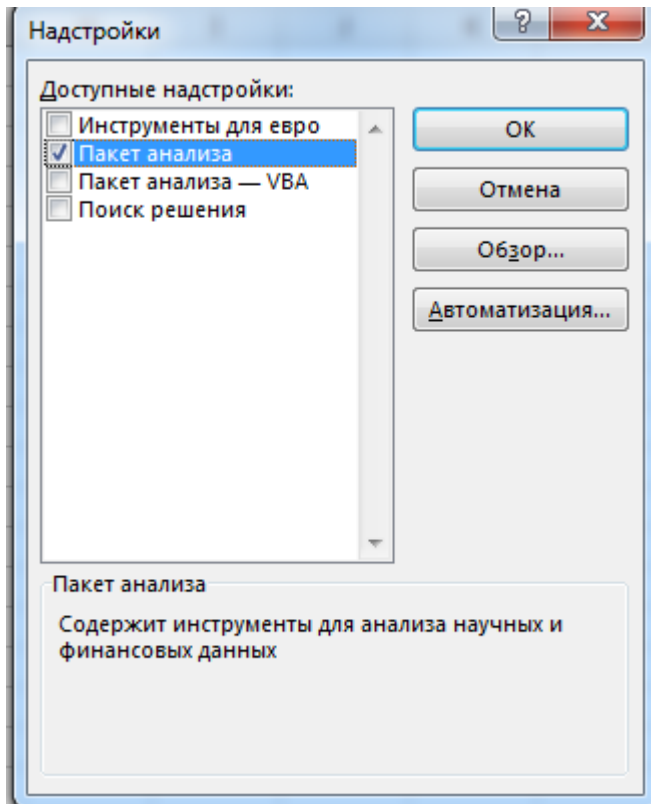 Надстройки
?
Доступные надстройки:
Инструменты для евро
Пакет анализа
Пакет анализа — VBA
Поиск решения
ОК
Отмена
Обзор...
Автоматизация...
Пакет анализа
Содержит инструменты для анализа научных и
финансовых данных